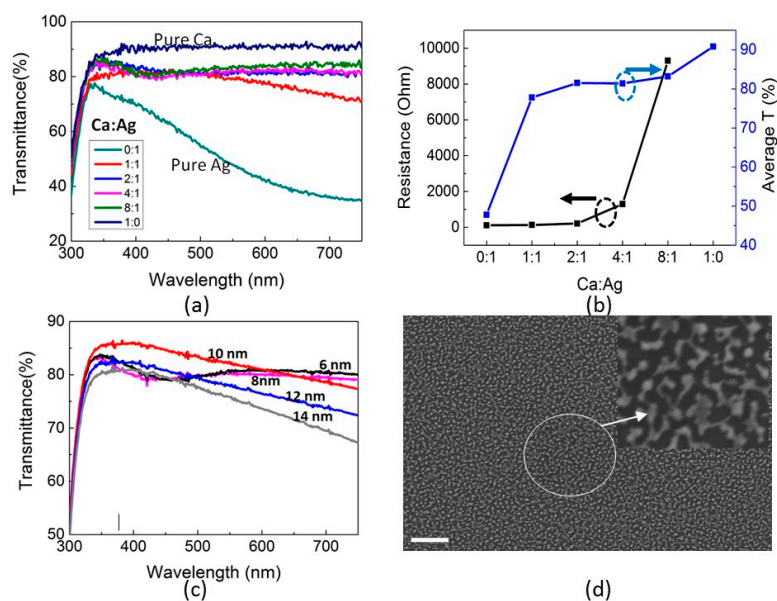 (a)
Transmittance(%)
100
80
60
40
20
Pure Ca
Pure Ag
Ca:Ag
0:1
1:1
2:1
4:1
8:1
1:0
300 400 500 600 700
Wavelength (nm)
(a)
(b)
Resistance (Ohm)
10000
8000
6000
4000
2000
0
90
80
70
60
50
40
Average T (%)
0:1 1:1 2:1 4:1 8:1 1:0
Ca:Ag
(b)
Transmittance(%)
90
80
70
60
50
10 nm
6 nm
8nm
12 nm
14 nm
300 400 500 600 700
Wavelength (nm)
(c)
(d)